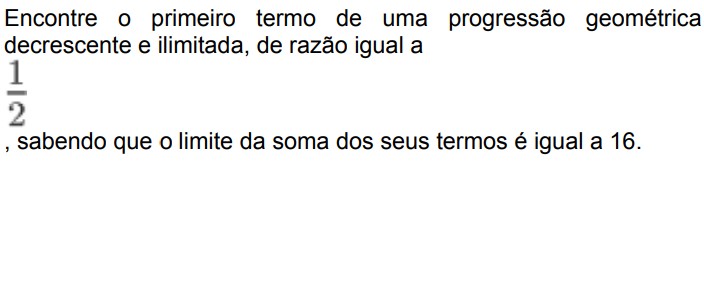 Encontre o primeiro termo de uma progressão geométrica
decrescente e ilimitada, de razão igual a
1
2
, sabendo que o limite da soma dos seus termos é igual a 16.